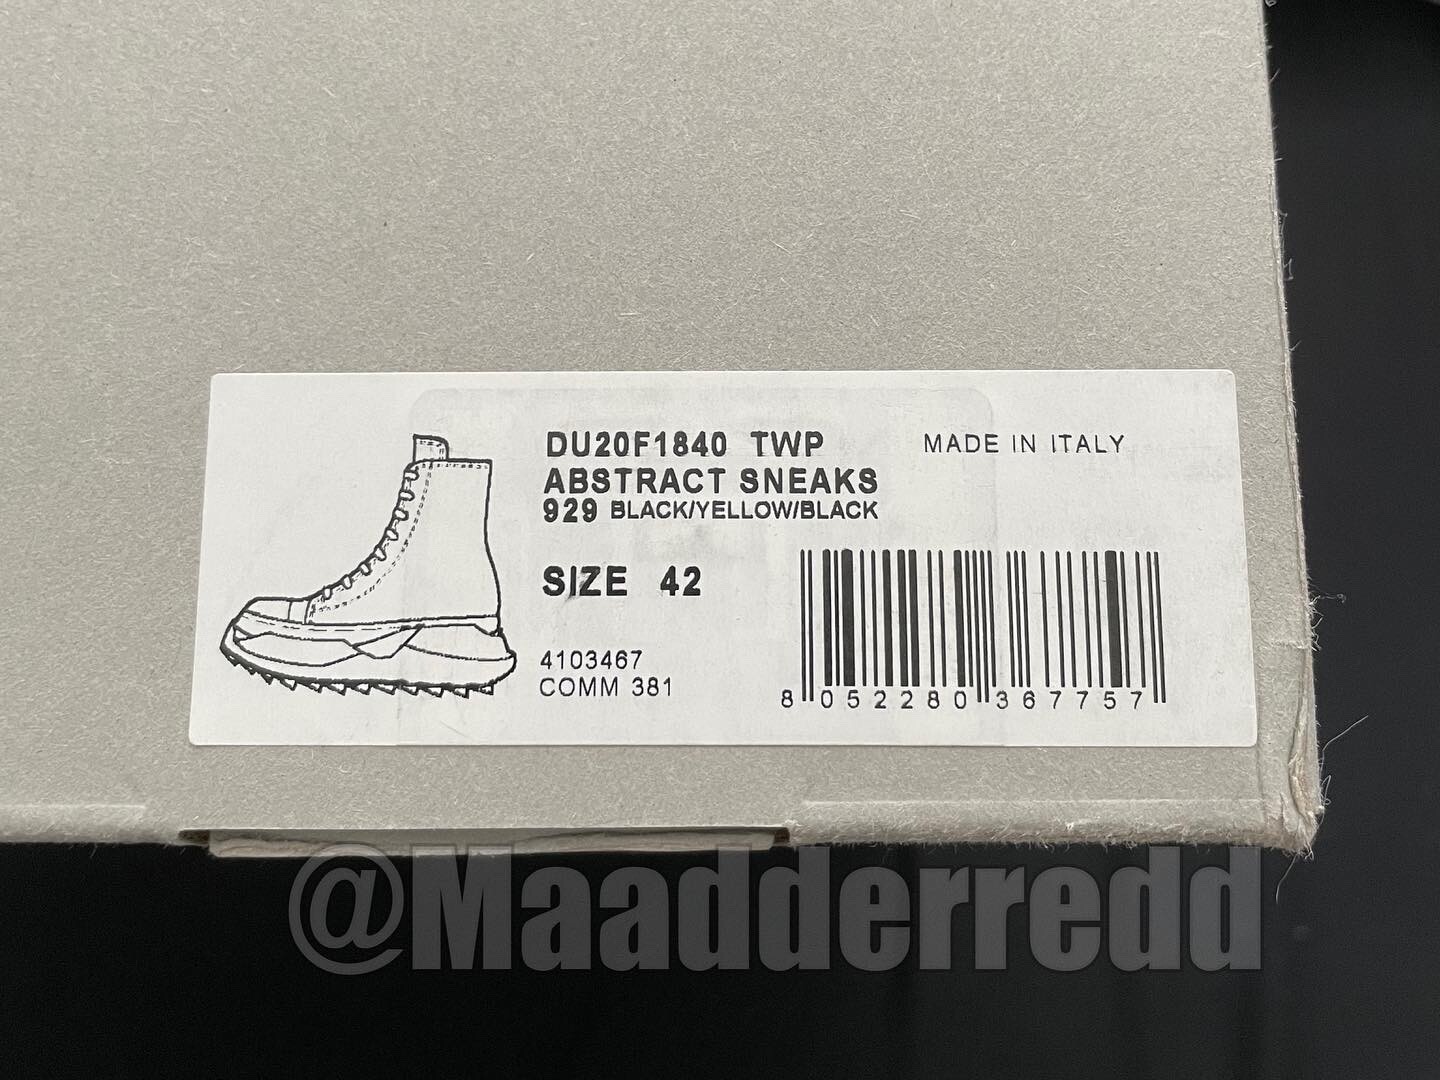 DU20F1840 TWP
MADE IN ITALY
ABSTRACT SNEAKS
929 BLACK/YELLOW/BLACK
SIZE 42
4103467
COMM 381
8 052280 367757
@Maadderredd